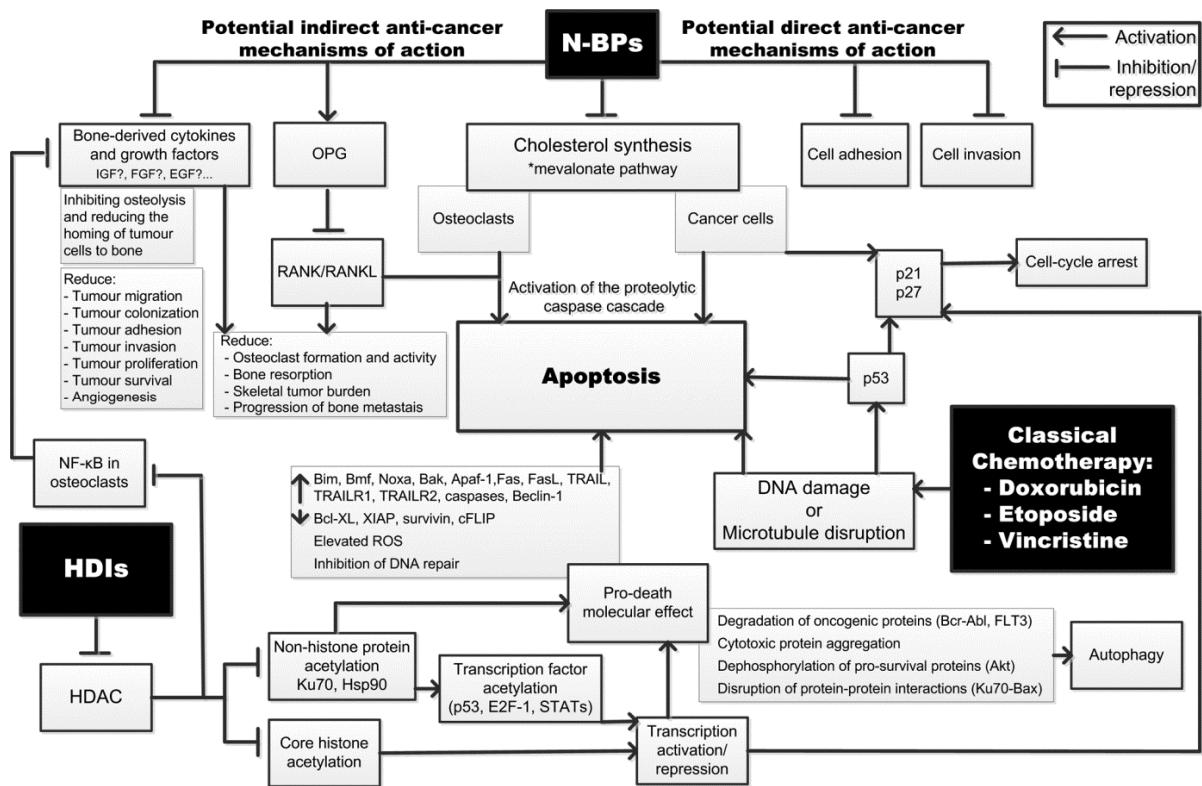 Potential indirect anti-cancer
mechanisms of action
N-BPs
Potential direct anti-cancer
mechanisms of action
Activation
Inhibition/
repression
Bone-derived cytokines
and growth factors
IGF?, FGF?, EGF?...
OPG
Cholesterol synthesis
*mevalonate pathway
Cell adhesion
Cell invasion
Inhibiting osteolysis
and reducing the
homing of tumour
cells to bone
Osteoclasts
Cancer cells
RANK/RANKL
p21
p27
Cell-cycle arrest
Reduce:
- Tumour migration
- Tumour colonization
- Tumour adhesion
- Tumour invasion
- Tumour proliferation
- Tumour survival
- Angiogenesis
Activation of the proteolytic
caspase cascade
Reduce:
- Osteoclast formation and activity
- Bone resorption
- Skeletal tumor burden
- Progression of bone metastais
Apoptosis
p53
NF-κB in
osteoclasts
Bim, Bmf, Noxa, Bak, Apaf-1,Fas, FasL, TRAIL,
TRAILR1, TRAILR2, caspases, Beclin-1
Bcl-XL, XIAP, survivin, cFLIP
Elevated ROS
Inhibition of DNA repair
DNA damage
or
Microtubule disruption
Classical
Chemotherapy:
- Doxorubicin
- Etoposide
- Vincristine
HDIs
Pro-death
molecular effect
Degradation of oncogenic proteins (Bcr-Abl, FLT3)
Cytotoxic protein aggregation
Dephosphorylation of pro-survival proteins (Akt)
Disruption of protein-protein interactions (Ku70-Bax)
Autophagy
HDAC
Non-histone protein
acetylation
Ku70, Hsp90
Transcription factor
acetylation
(p53, E2F-1, STATs)
Core histone
acetylation
Transcription
activation/
repression